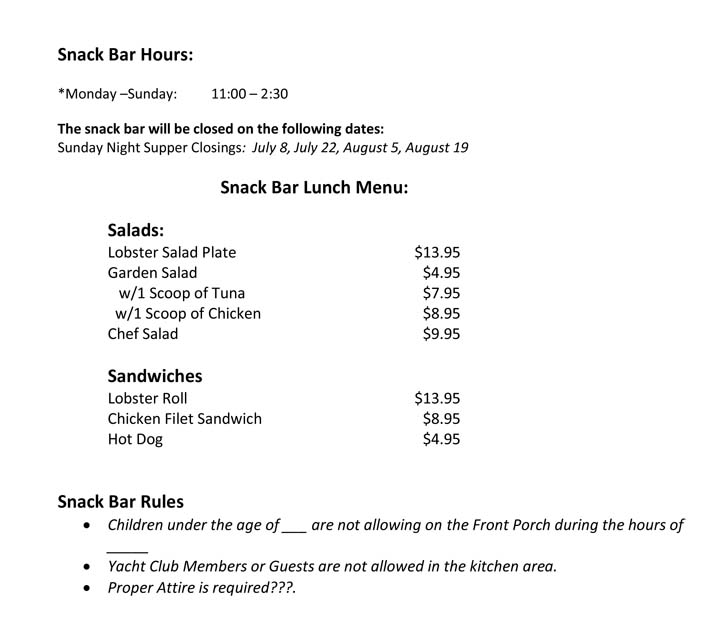 Snack Bar Hours:
*Monday –Sunday: 11:00 – 2:30
The snack bar will be closed on the following dates:
Sunday Night Supper Closings: July 8, July 22, August 5, August 19
Snack Bar Lunch Menu:
Salads:
Lobster Salad Plate $13.95
Garden Salad $4.95
w/1 Scoop of Tuna $7.95
w/1 Scoop of Chicken $8.95
Chef Salad $9.95
Sandwiches
Lobster Roll $13.95
Chicken Filet Sandwich $8.95
Hot Dog $4.95
Snack Bar Rules
• Children under the age of ___ are not allowing on the Front Porch during the hours of
_____
• Yacht Club Members or Guests are not allowed in the kitchen area.
• Proper Attire is required???.